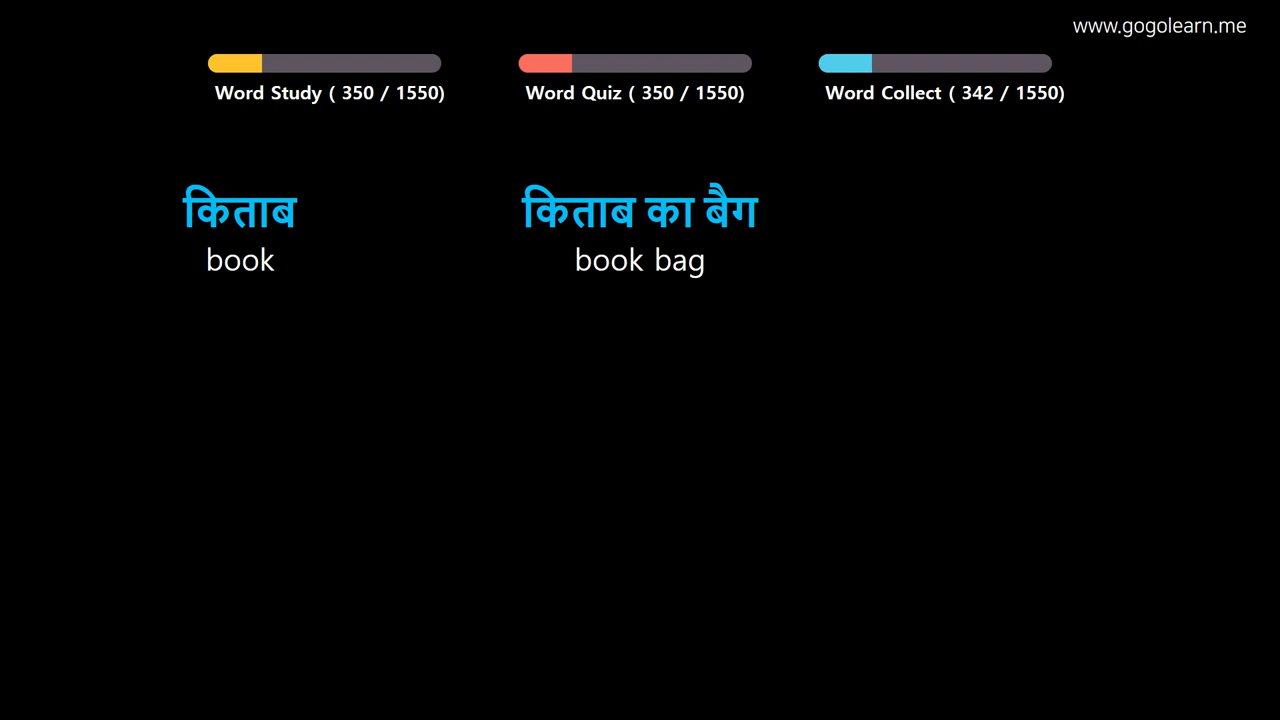 www.gogolearn.me
Word Study ( 350 / 1550)
Word Quiz ( 350 / 1550)
Word Collect ( 342 / 1550)
किताब
book
किताब का बैग
book bag